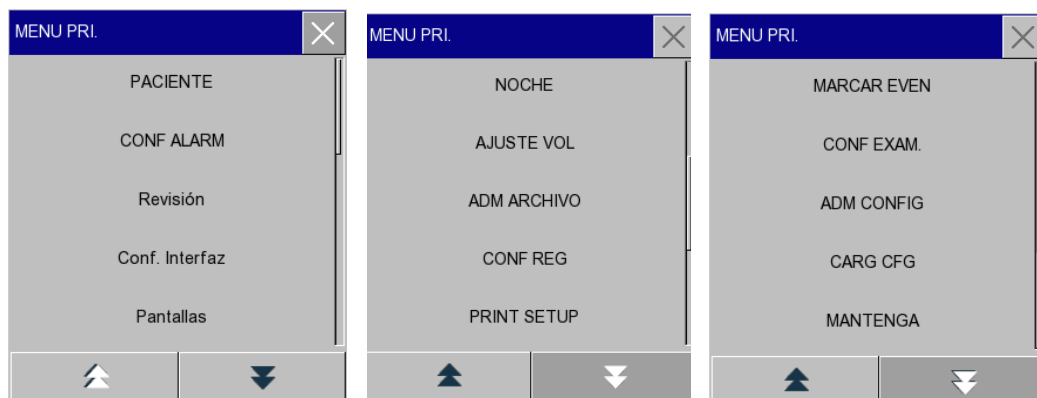 MENU PRI.
PACIENTE
CONF ALARM
Revisión
Conf. Interfaz
Pantallas
MENU PRI.
NOCHE
AJUSTE VOL
ADM ARCHIVO
CONF REG
PRINT SETUP
MENU PRI.
MARCAR EVEN
CONF EXAM.
ADM CONFIG
CARG CFG
MANTENGA